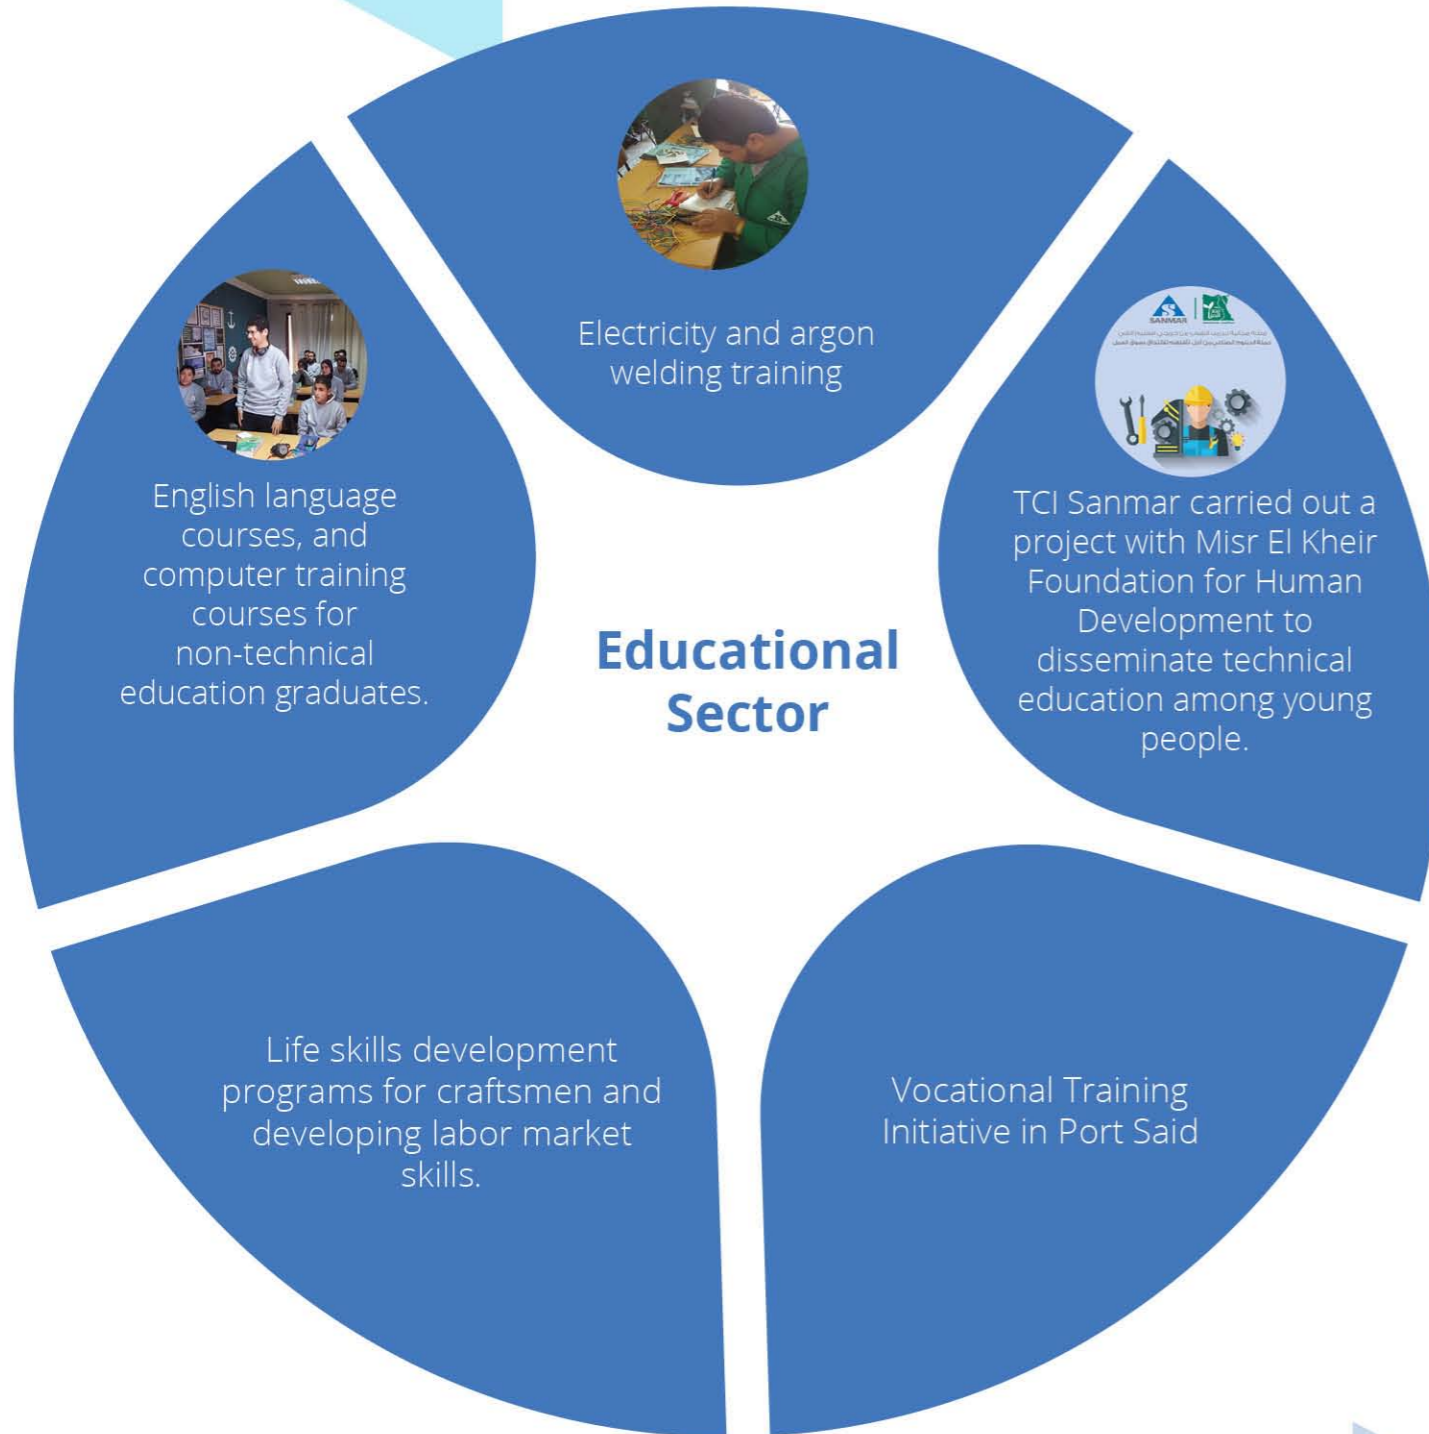 Electricity and argon
welding training
English language
courses, and
computer training
courses for
non-technical
education graduates.
SANMAR
TCI Sanmar carried out a
project with Misr El Kheir
Foundation for Human
Development to
disseminate technical
education among young
people.
Educational
Sector
Life skills development
programs for craftsmen and
developing labor market
skills.
Vocational Training
Initiative in Port Said